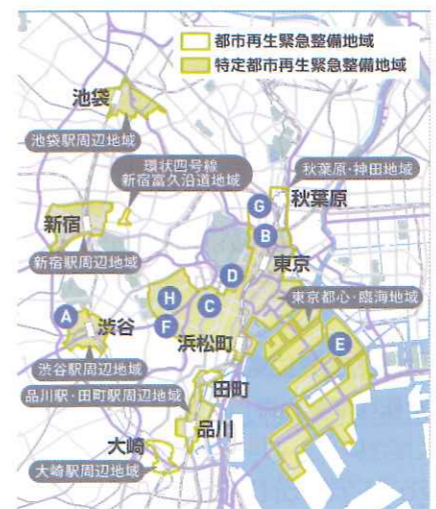 都市再生緊急整備地域
特定都市再生緊急整備地域
池袋
池袋駅周辺地域
環状四号線
新宿富久沿道地域
秋葉原・神田地域
新宿
G
秋葉原
B
新宿駅周辺地域
D
東京
A
H
C
東京都心・臨海地域
渋谷
F
浜松町
E
渋谷駅周辺地域
田町
品川駅・田町駅周辺地域
品川
大崎
大崎駅周辺地域